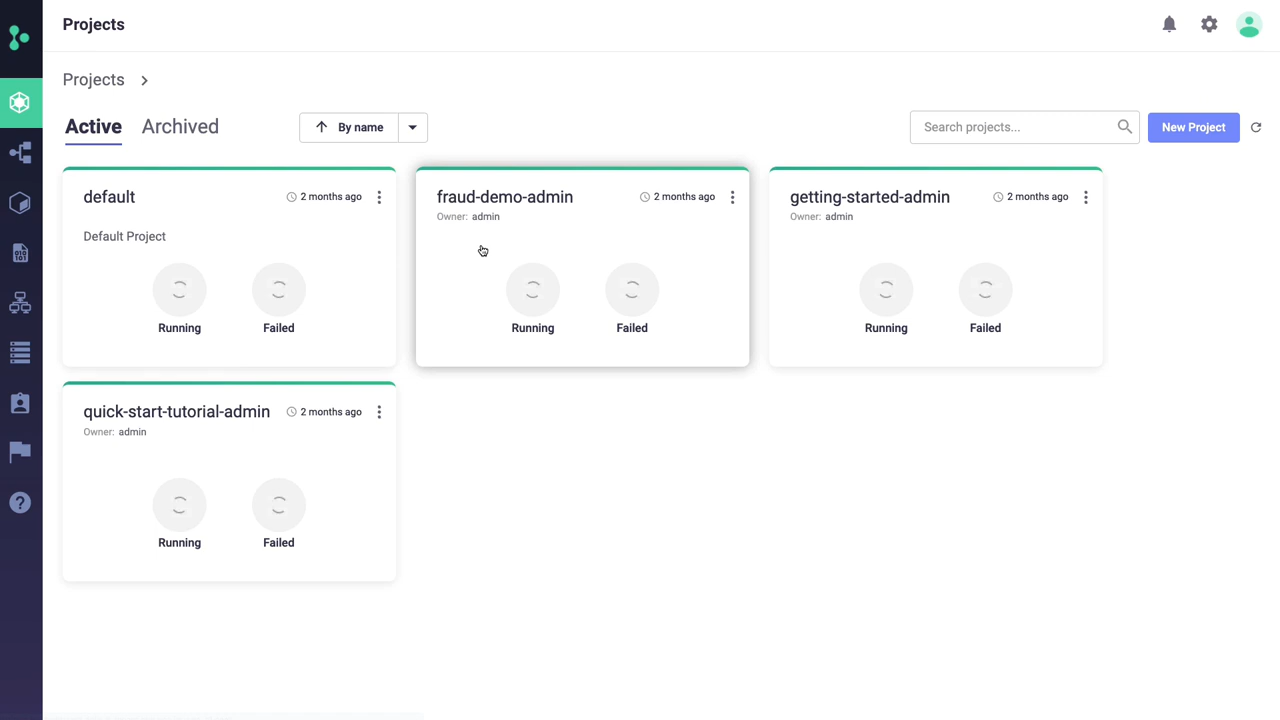 Projects
Projects
Active Archived By name Search projects... New Project
default 2 months ago
Default Project
Running Failed
fraud-demo-admin 2 months ago
Owner: admin
Running Failed
getting-started-admin 2 months ago
Owner: admin
Running Failed
quick-start-tutorial-admin 2 months ago
Owner: admin
Running Failed